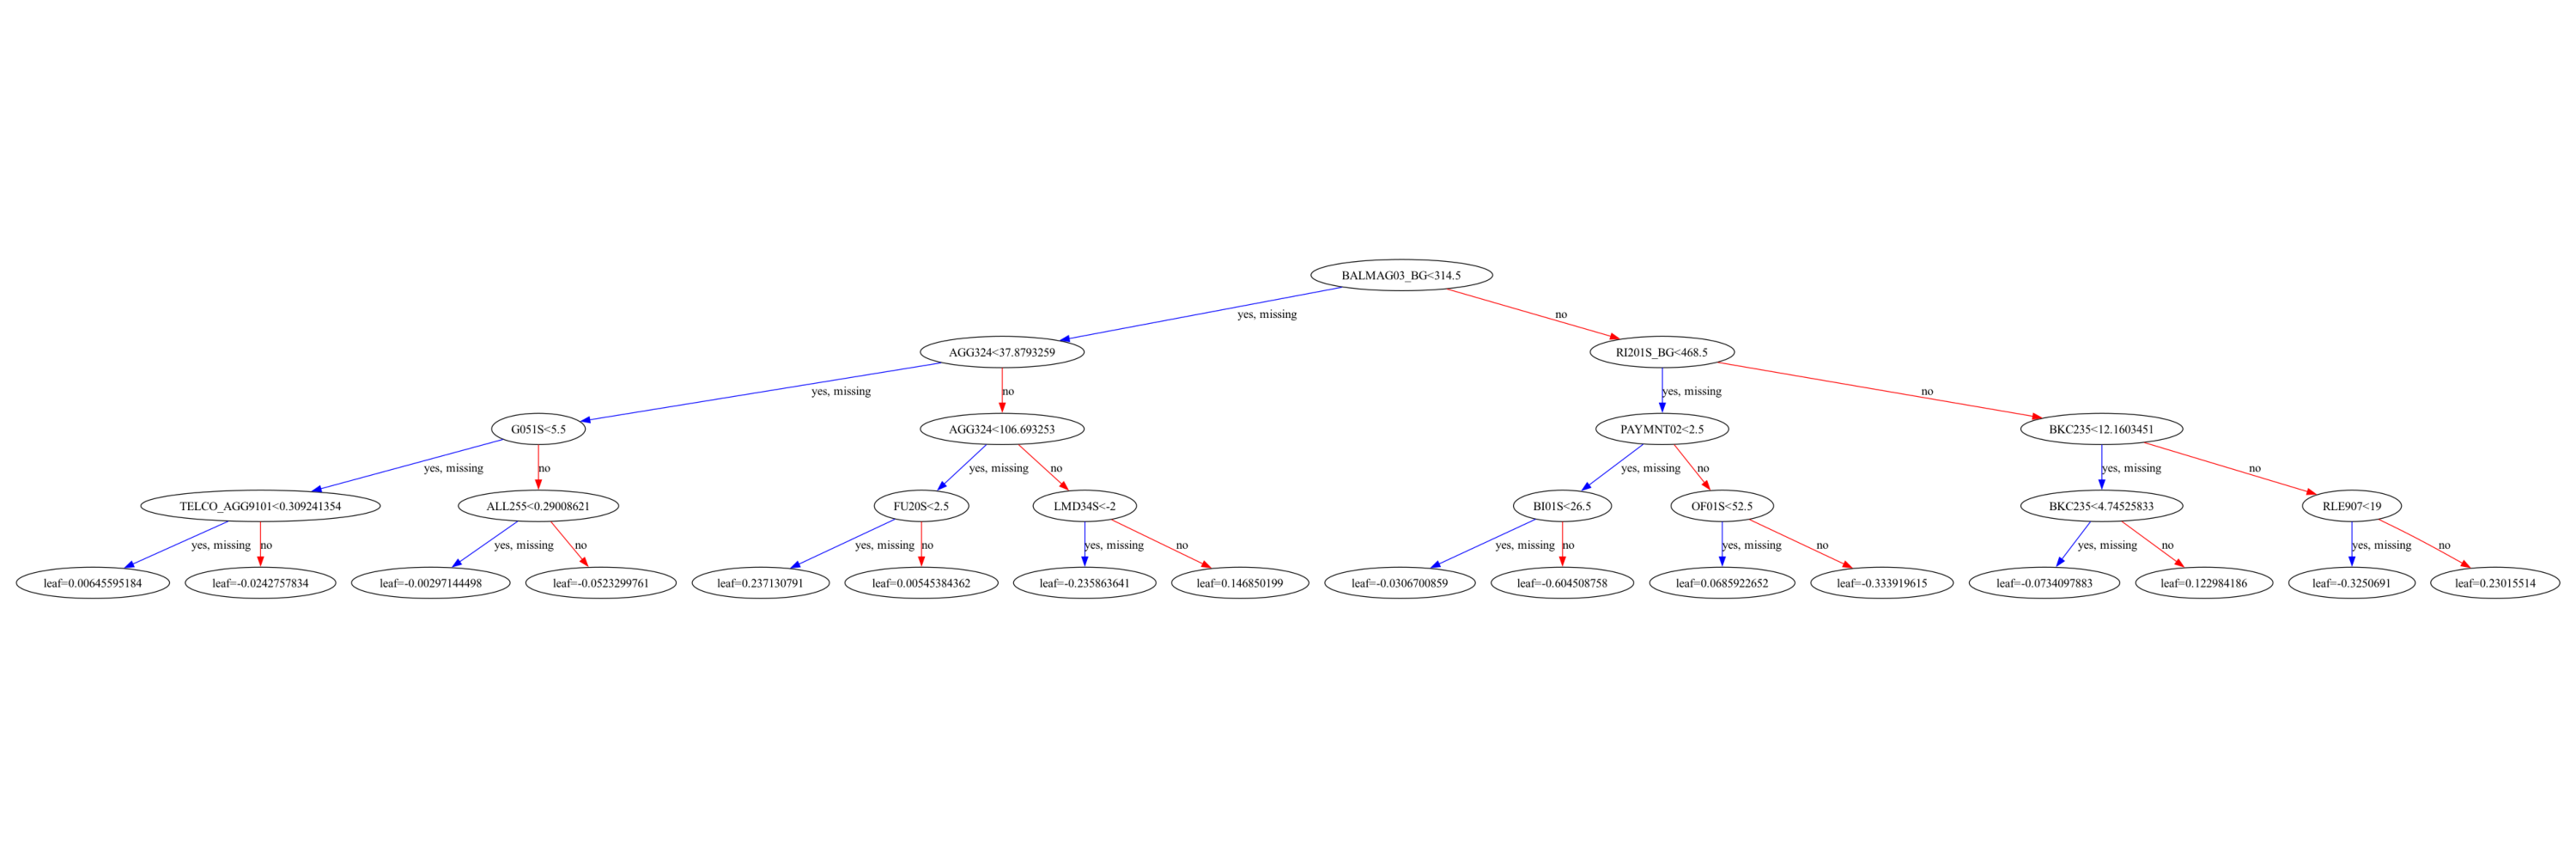 BALMAG03_BG<314.5
yes, missing
no
AGG324<37.8793259
RI201S_BG<468.5
yes, missing
no
yes, missing
no
G051S<5.5
AGG324<106.693253
PAYMNT02<2.5
BKC235<12.1603451
yes, missing
no
yes, missing
no
yes, missing
no
yes, missing
no
TELCO_AGG9101<0.309241354
ALL255<0.29008621
FU20S<2.5
LMD34S<-2
BI01S<26.5
OF01S<52.5
BKC235<4.74525833
RLE907<19
yes, missing
no
yes, missing
no
yes, missing
no
yes, missing
no
yes, missing
no
yes, missing
no
yes, missing
no
yes, missing
no
leaf=0.00645595184
leaf=-0.0242757834
leaf=-0.00297144498
leaf=-0.0523299761
leaf=0.237130791
leaf=0.00545384362
leaf=-0.235863641
leaf=0.146850199
leaf=-0.0306700859
leaf=-0.604508758
leaf=0.0685922652
leaf=-0.333919615
leaf=-0.0734097883
leaf=0.122984186
leaf=-0.3250691
leaf=0.23015514